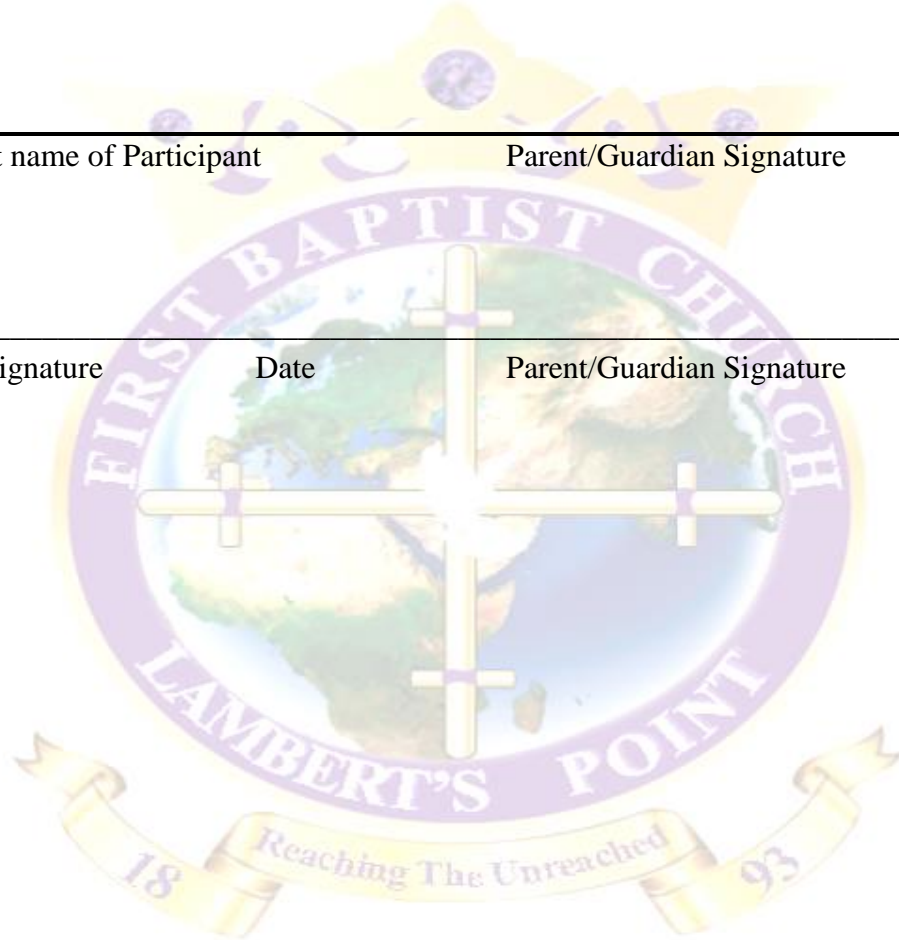 name of Participant Parent/Guardian Signature
Date Parent/Guardian Signature
FIRST BAPTIST CHURCH
LAMBERT'S POINT
Reaching The Unreached
18 93